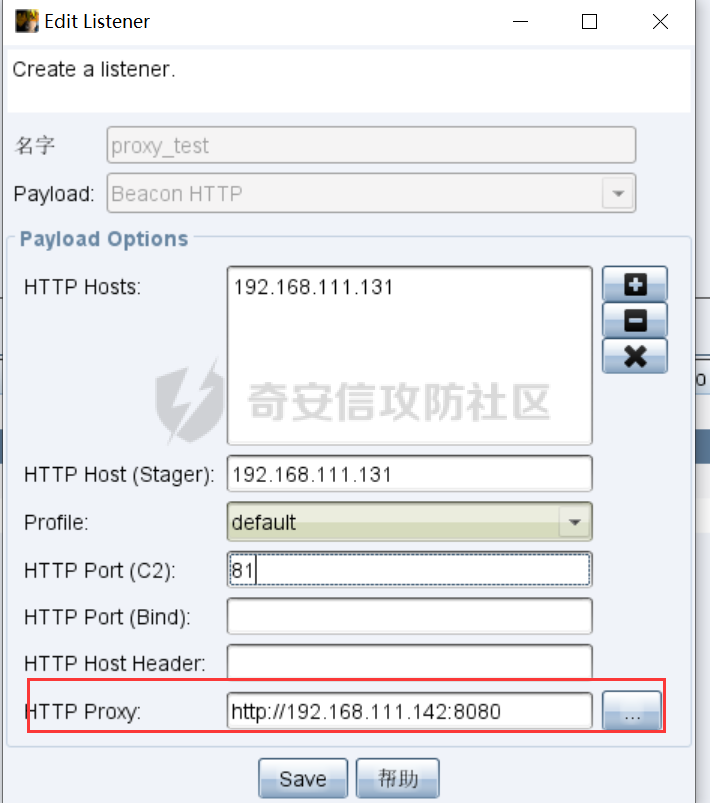 Edit Listener
Create a listener.
名字 proxy_test
Payload: Beacon HTTP
Payload Options
HTTP Hosts: 192.168.111.131
奇安信攻防社区
HTTP Host (Stager): 192.168.111.131
Profile: default
HTTP Port (C2): 81
HTTP Port (Bind):
HTTP Host Header:
HTTP Proxy: http://192.168.111.142:8080 ...
Save 帮助